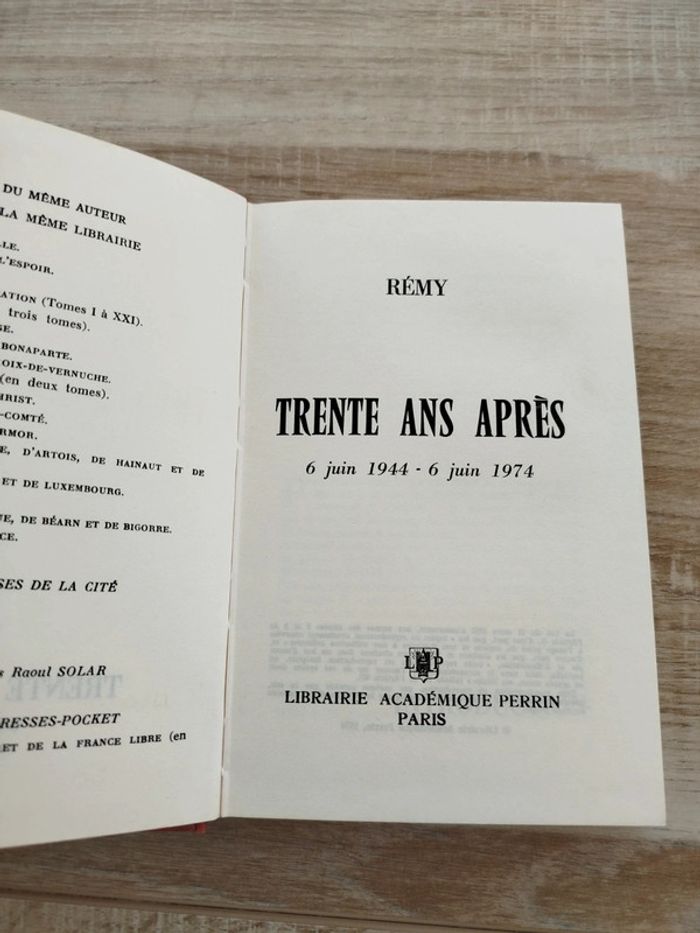 DU MÊME AUTEUR
LA MÊME LIBRAIRIE
LLE.
L'ESPOIR.
ATION (Tomes I à XXI).
trois tomes).
GE.
BONAPARTE.
OIX-DE-VERNUCHE.
(en deux tomes).
HRIST.
-COMTÉ.
RMOR.
E, D'ARTOIS, DE HAINAUT ET DE
ET DE LUXEMBOURG.
NE, DE BÉARN ET DE BIGORRE.
CE.
SES DE LA CITÉ
s Raoul SOLAR
RESSES-POCKET
ET DE LA FRANCE LIBRE (en
RÉMY
TRENTE ANS APRÈS
6 juin 1944 - 6 juin 1974
L P
LIBRAIRIE ACADÉMIQUE PERRIN
PARIS